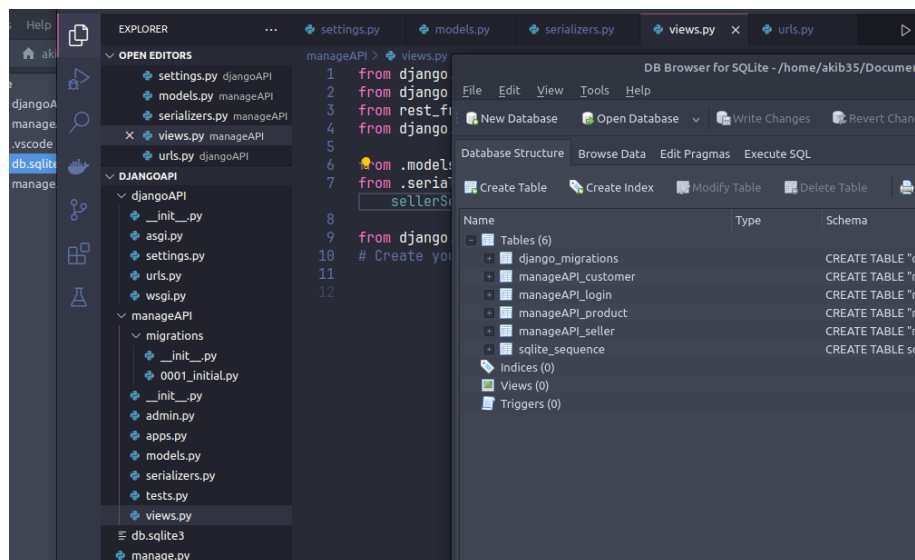 s Help
aki
djangoA
manage
.vscode
db.sqlite
manage.
EXPLORER
OPEN EDITORS
settings.py djangoAPI
models.py manageAPI
serializers.py manageAPI
views.py manageAPI
urls.py djangoAPI
DJANGOAPI
djangoAPI
__init__.py
asgi.py
settings.py
urls.py
wsgi.py
manageAPI
migrations
__init__.py
0001_initial.py
__init__.py
admin.py
apps.py
models.py
serializers.py
tests.py
views.py
db.sqlite3
manage.py
settings.py models.py serializers.py views.py urls.py
manageAPI > views.py
1 from django.
2 from django
3 from rest_fr
4 from django.
5
6 from .models
7 from .serial
sellerSe
8
9 from django.
10 # Create you
11
12
DB Browser for SQLite - /home/akib35/Documen
File Edit View Tools Help
New Database Open Database Write Changes Revert Chan
Database Structure Browse Data Edit Pragmas Execute SQL
Create Table Create Index Modify Table Delete Table
Name Type Schema
Tables (6)
django_migrations CREATE TABLE "d
manageAPI_customer CREATE TABLE "m
manageAPI_login CREATE TABLE "m
manageAPI_product CREATE TABLE "m
manageAPI_seller CREATE TABLE "m
sqlite_sequence CREATE TABLE sq
Indices (0)
Views (0)
Triggers (0)